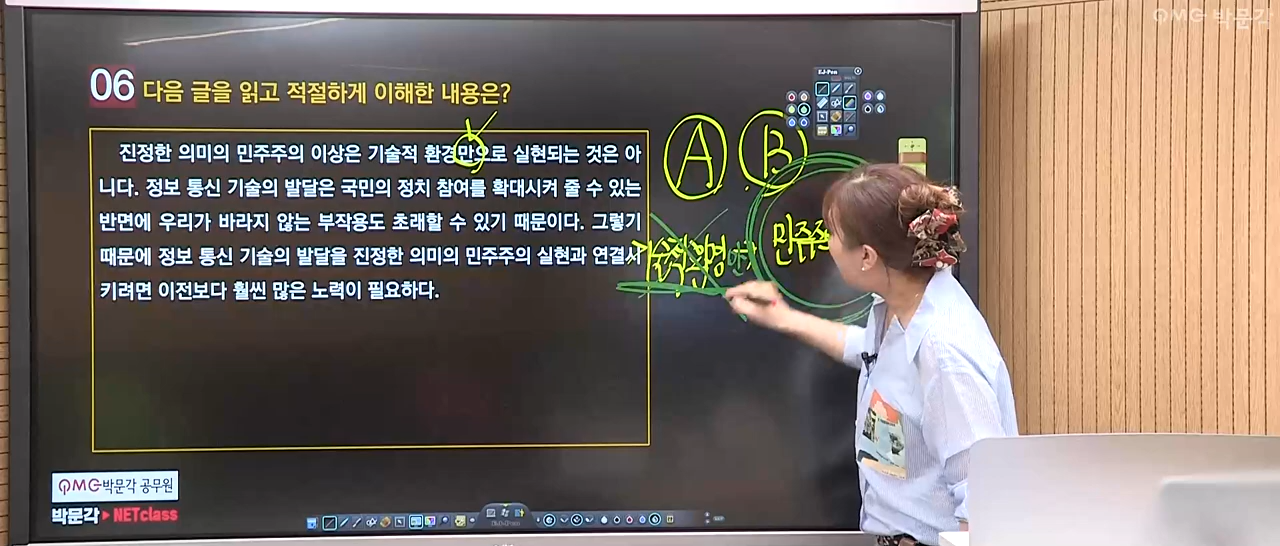 QMG 박문각
06 다음 글을 읽고 적절하게 이해한 내용은?
진정한 의미의 민주주의 이상은 기술적 환경만으로 실현되는 것은 아
니다. 정보 통신 기술의 발달은 국민의 정치 참여를 확대시켜 줄 수 있는
반면에 우리가 바라지 않는 부작용도 초래할 수 있기 때문이다. 그렇기
때문에 정보 통신 기술의 발달을 진정한 의미의 민주주의 실현과 연결시
키려면 이전보다 훨씬 많은 노력이 필요하다.
A B
민주주
EJ-Pen
QMG박문각 공무원
박문각 ▶ NETclass